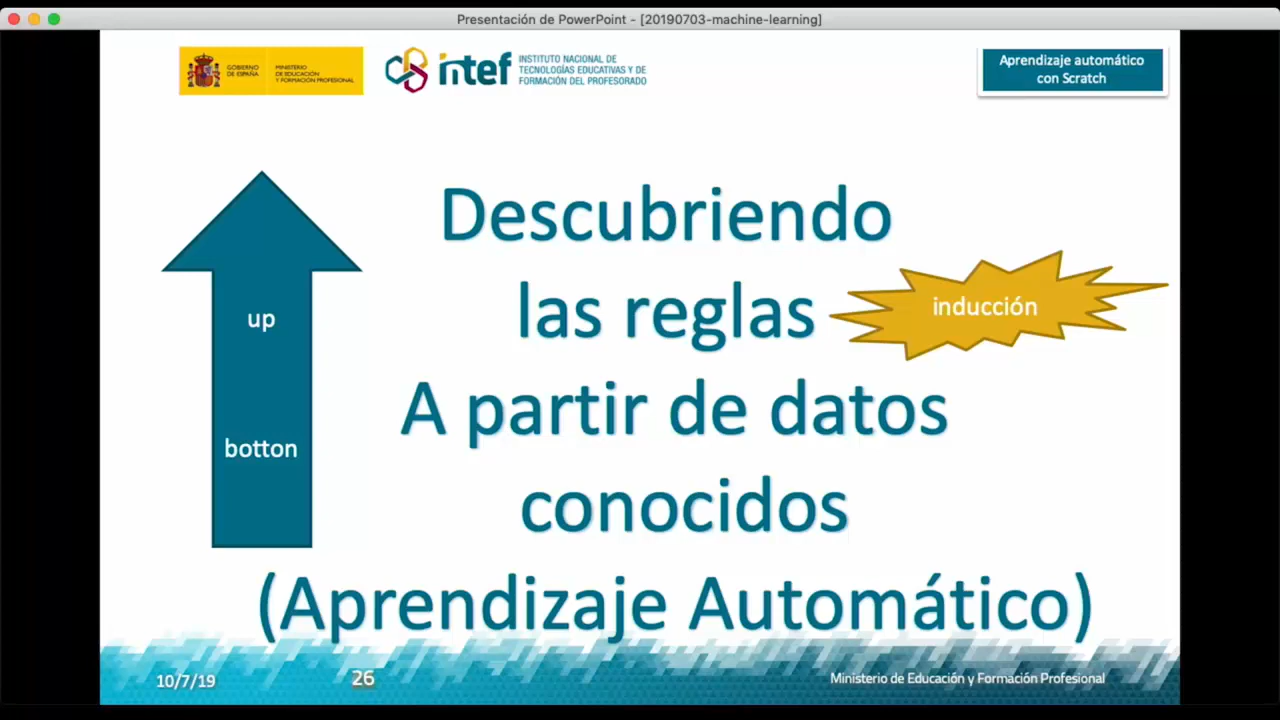 Presentación de PowerPoint - [20190703-machine-learning]
GOBIERNO
DE ESPAÑA
MINISTERIO
DE EDUCACIÓN
Y FORMACIÓN PROFESIONAL
intef
INSTITUTO NACIONAL DE
TECNOLOGÍAS EDUCATIVAS Y DE
FORMACIÓN DEL PROFESORADO
Aprendizaje automático
con Scratch
Descubriendo
las reglas
inducción
A partir de datos
conocidos
(Aprendizaje Automático)
up
botton
10/7/19
26
Ministerio de Educación y Formación Profesional